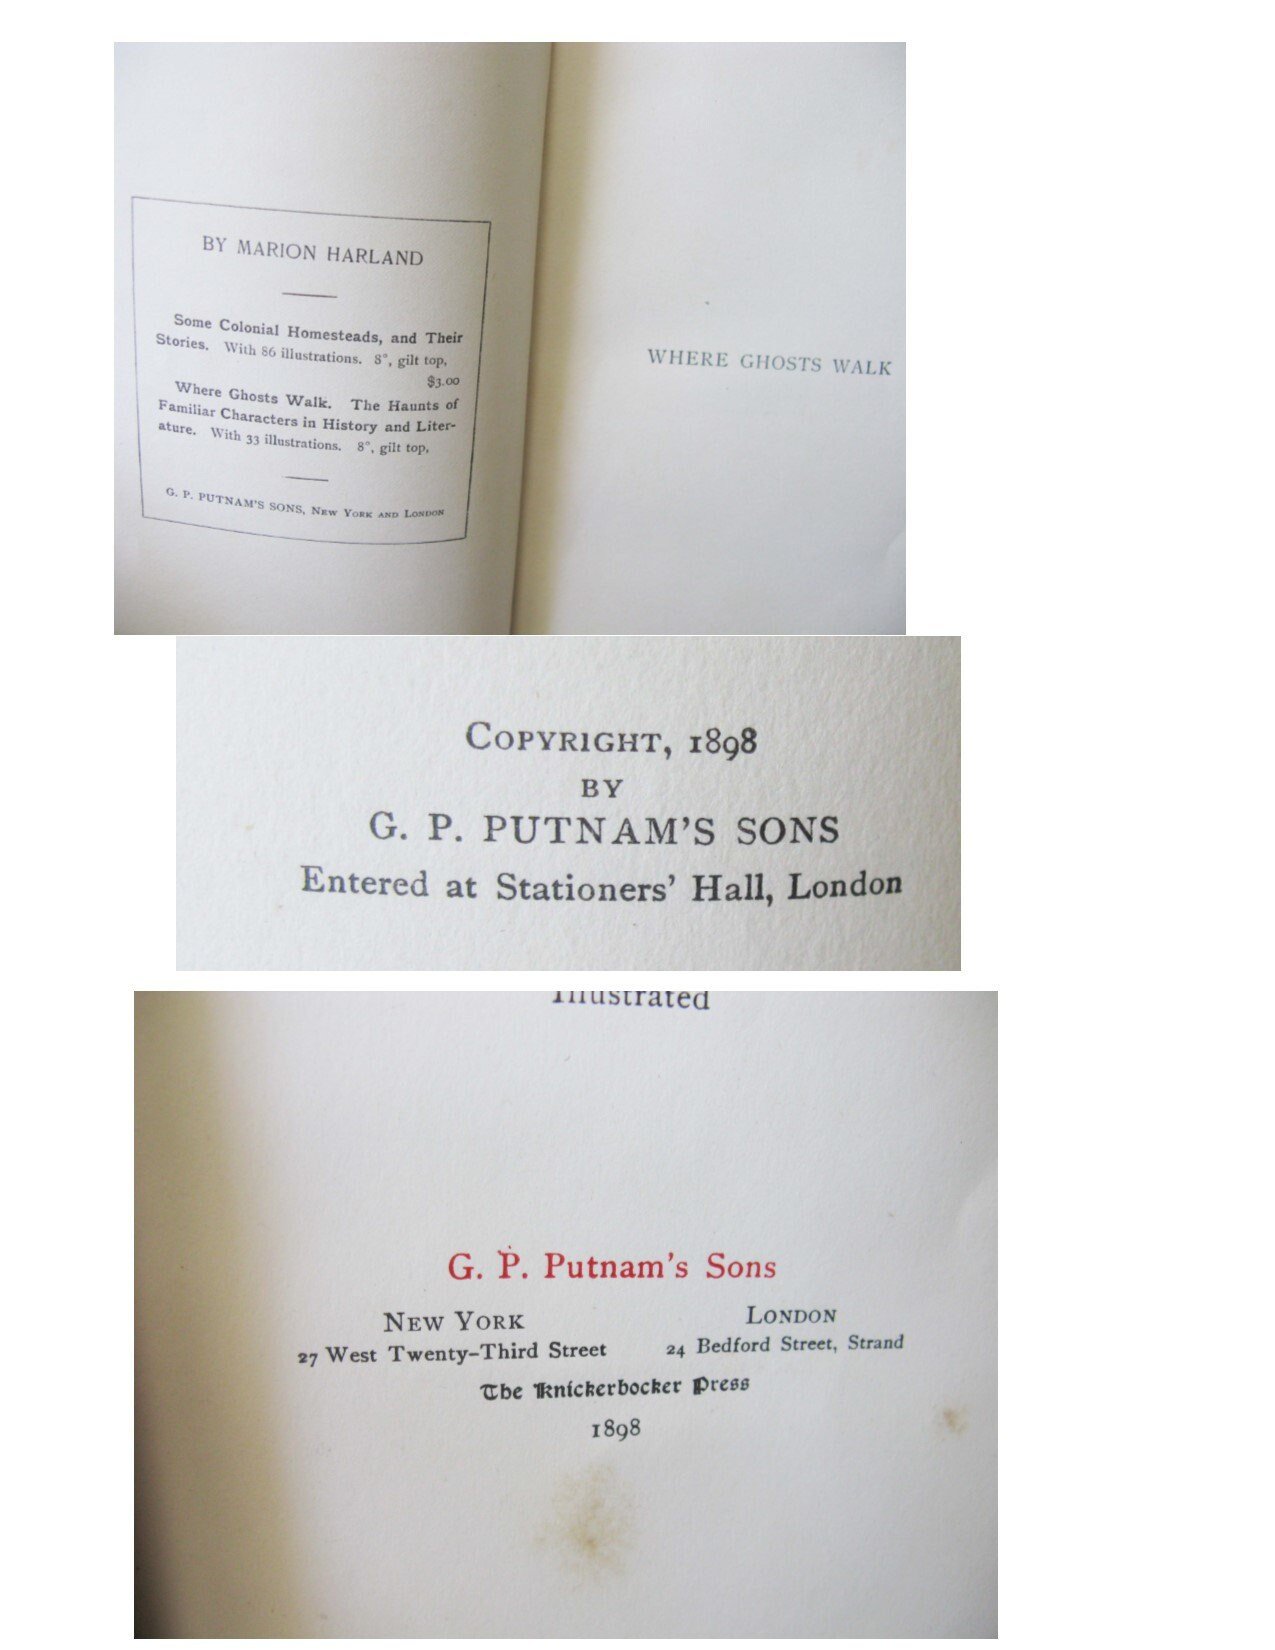 BY MARION HARLAND
Some Colonial Homesteads, and Their
Stories. With 86 illustrations. 8°, gilt top,
$3.00
Where Ghosts Walk. The Haunts of
Familiar Characters in History and Liter-
ature. With 33 illustrations. 8°, gilt top,
G. P. PUTNAM'S SONS, NEW YORK AND LONDON
WHERE GHOSTS WALK
COPYRIGHT, 1898
BY
G. P. PUTNAM'S SONS
Entered at Stationers' Hall, London
Illustrated
G. P. Putnam's Sons
NEW YORK
27 West Twenty-Third Street
LONDON
24 Bedford Street, Strand
The Knickerbocker Press
1898